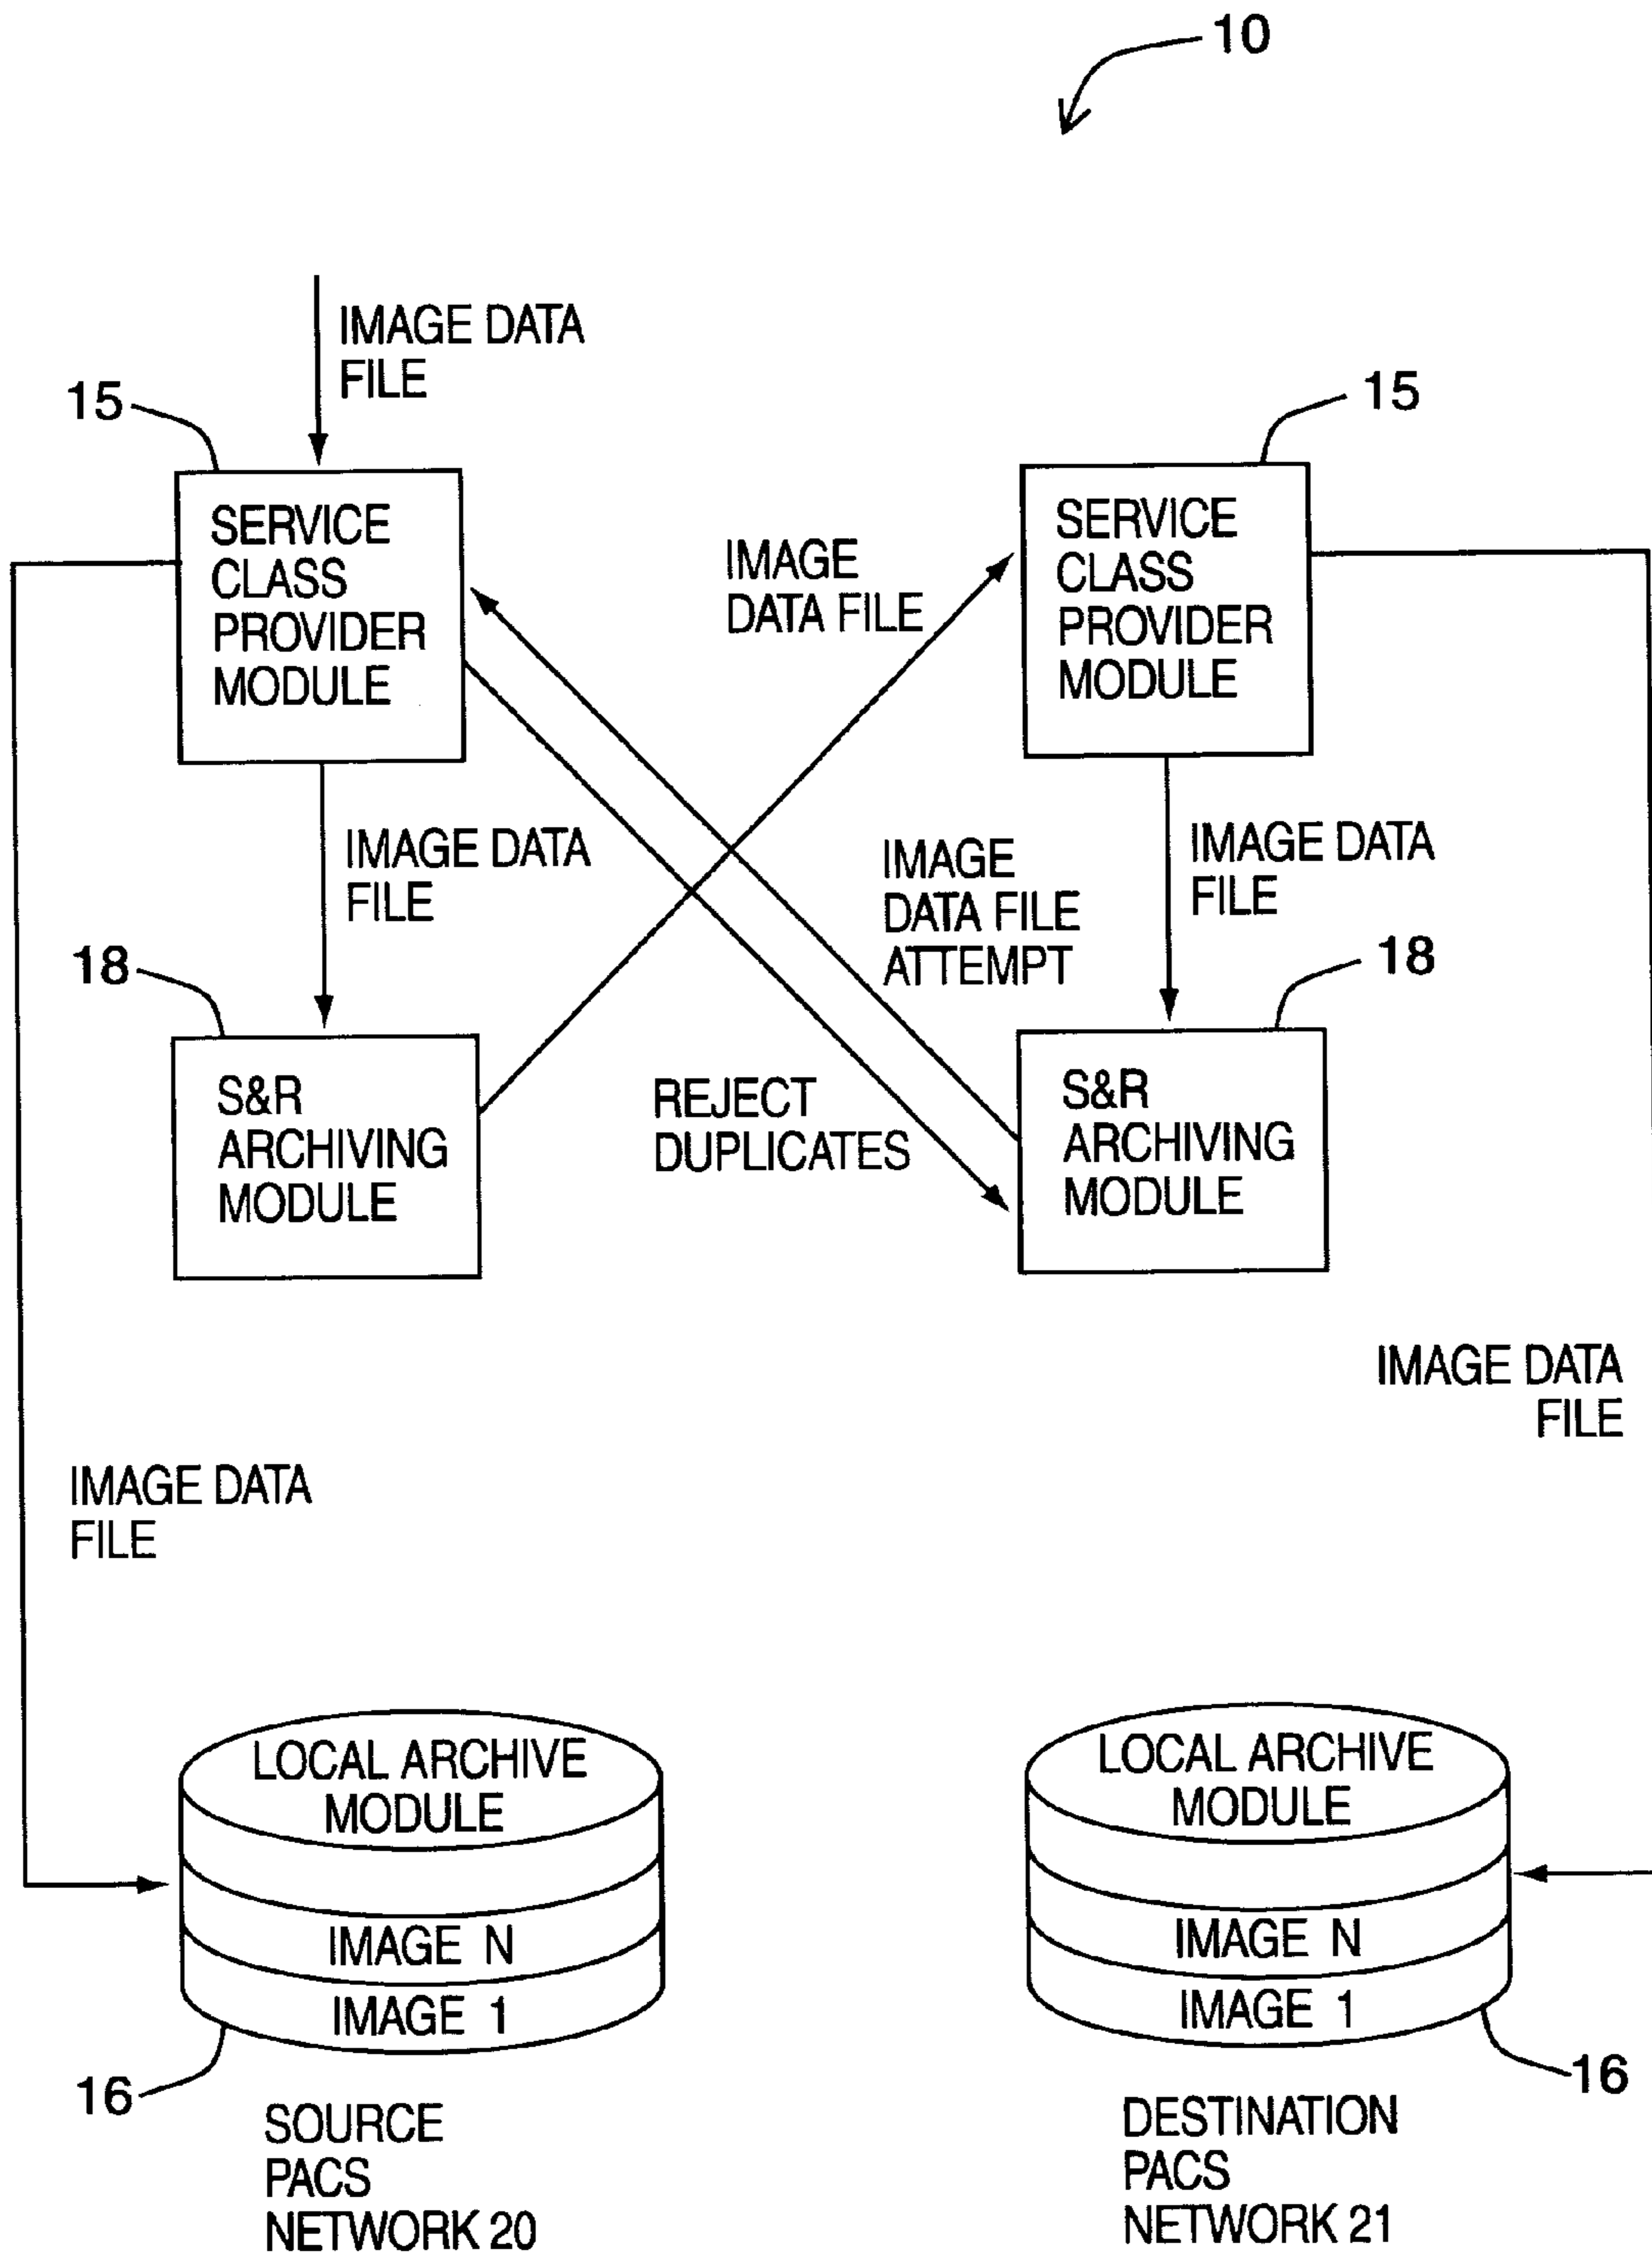 10
IMAGE DATA
FILE
15
15
SERVICE
CLASS
PROVIDER
MODULE
IMAGE
DATA FILE
SERVICE
CLASS
PROVIDER
MODULE
IMAGE DATA
FILE
IMAGE
DATA FILE
ATTEMPT
IMAGE DATA
FILE
18
18
S&R
ARCHIVING
MODULE
REJECT
DUPLICATES
S&R
ARCHIVING
MODULE
IMAGE DATA
FILE
IMAGE DATA
FILE
LOCAL ARCHIVE
MODULE
IMAGE N
IMAGE 1
LOCAL ARCHIVE
MODULE
IMAGE N
IMAGE 1
16
16
SOURCE
PACS
NETWORK 20
DESTINATION
PACS
NETWORK 21